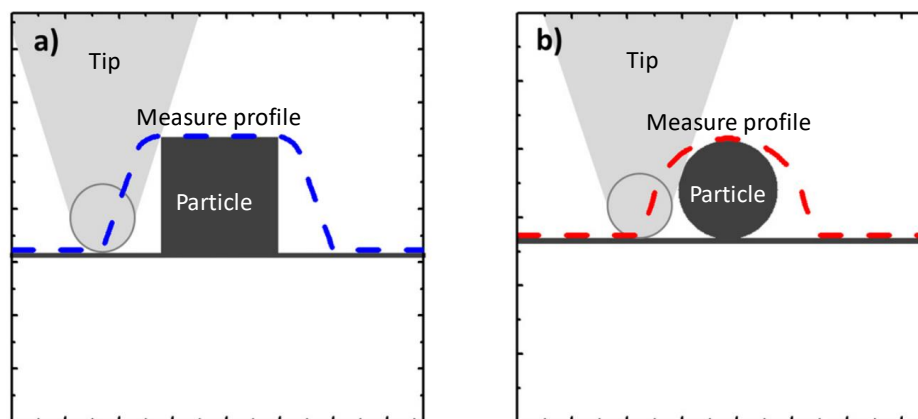 a)
Tip
Measure profile
Particle
b)
Tip
Measure profile
Particle